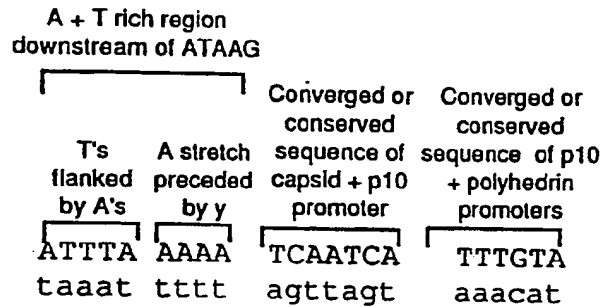 A + T rich region
downstream of ATAAG
Converged or
conserved
sequence of
capsid + p10
promoter
Converged or
conserved
sequence of p10
+ polyhedrin
promoters
T's
flanked
by A's
A stretch
preceded
by y
ATTTA AAAA TCAATCA TTTGTA
taaat tttt agttagt aaacat